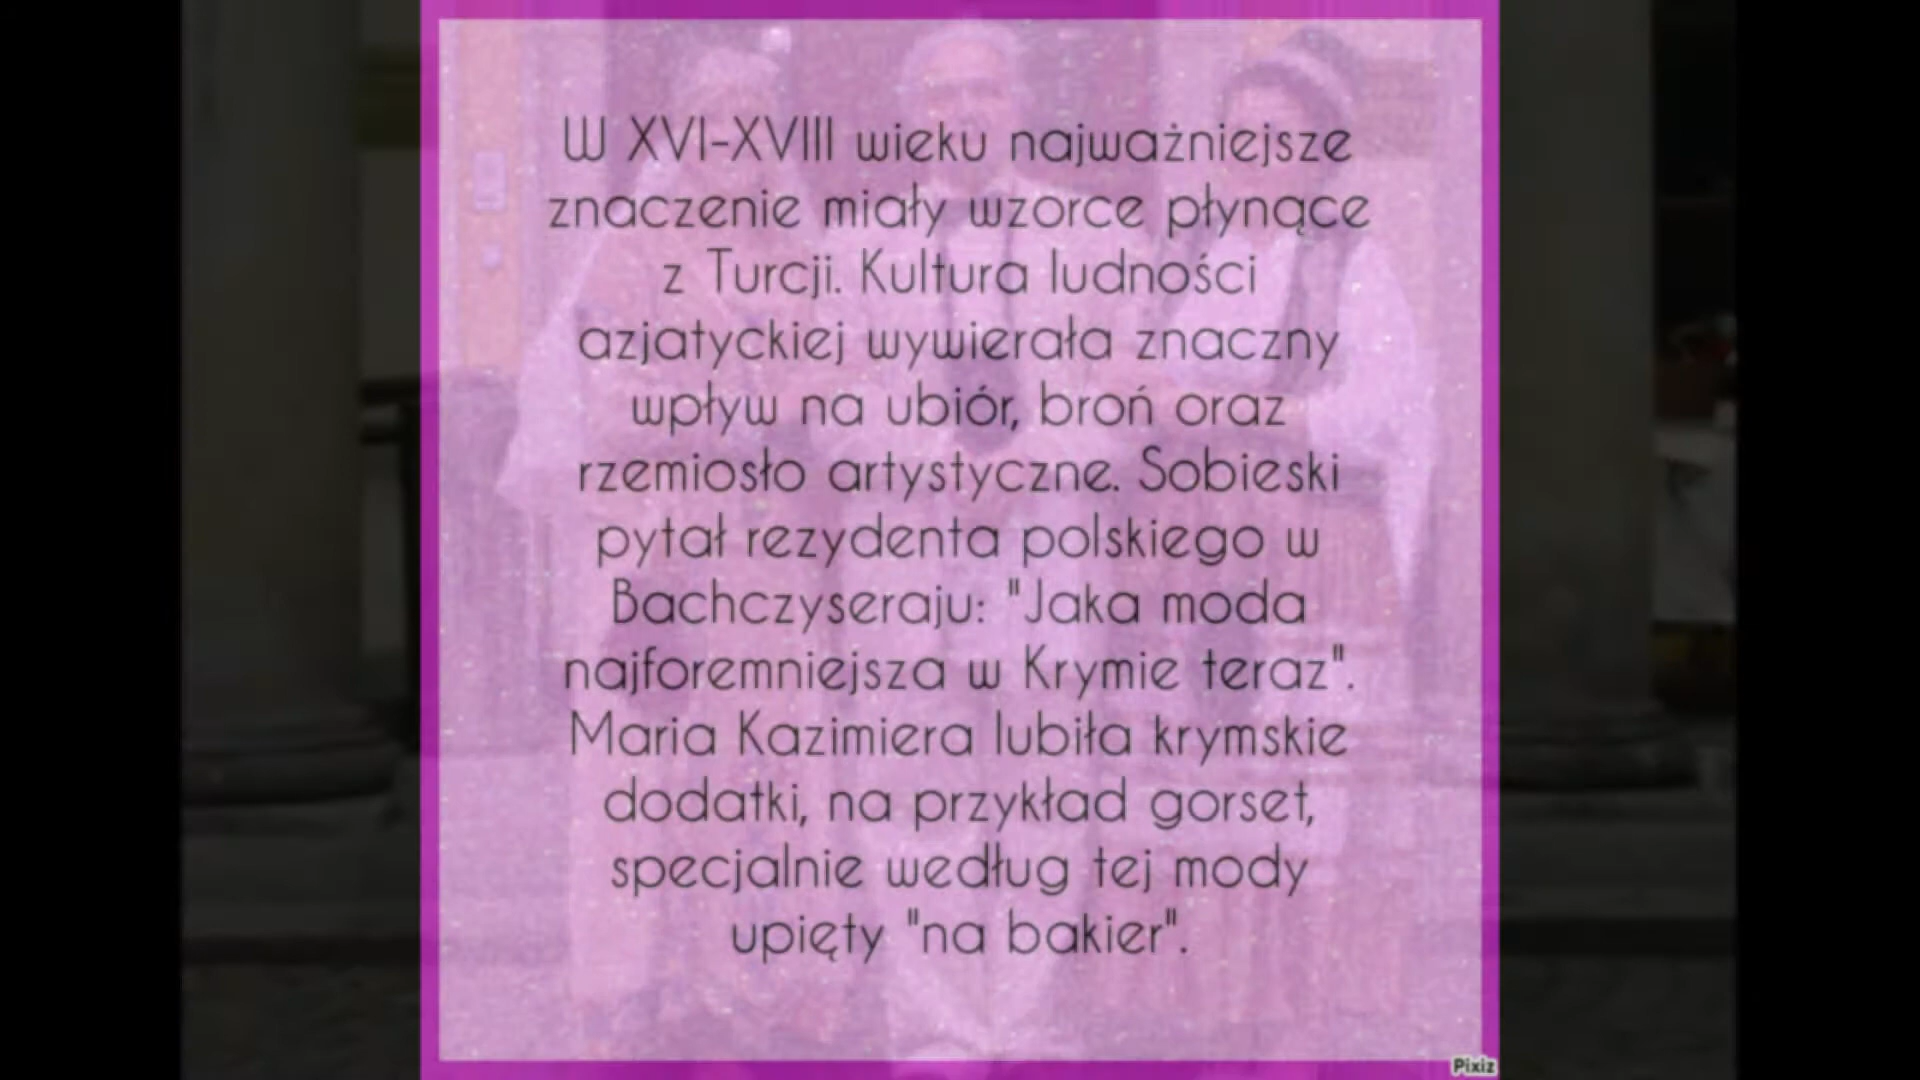 W XVI-XVIII wieku najważniejsze
znaczenie miały wzorce płynące
z Turcji. Kultura ludności
azjatyckiej wywierała znaczny
wpływ na ubiór, broń oraz
rzemiosło artystyczne. Sobieski
pytał rezydenta polskiego w
Bachczyseraju: "Jaka moda
najforemniejsza w Krymie teraz".
Maria Kazimiera lubiła krymskie
dodatki, na przykład gorset,
specjalnie według tej mody
upięty "na bakier".
Pixiz